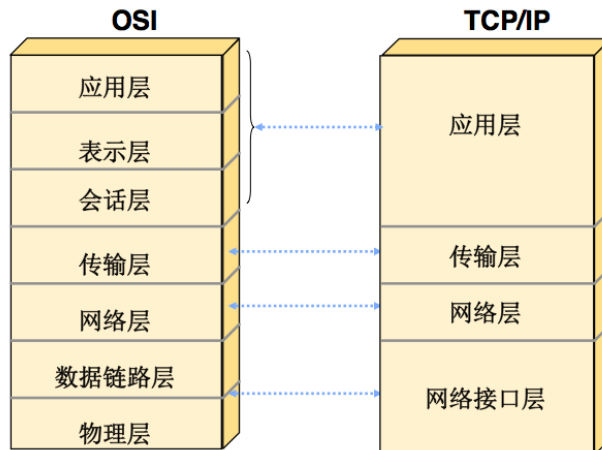 OSI
TCP/IP
应用层
表示层
会话层
传输层
网络层
数据链路层
物理层
应用层
传输层
网络层
网络接口层